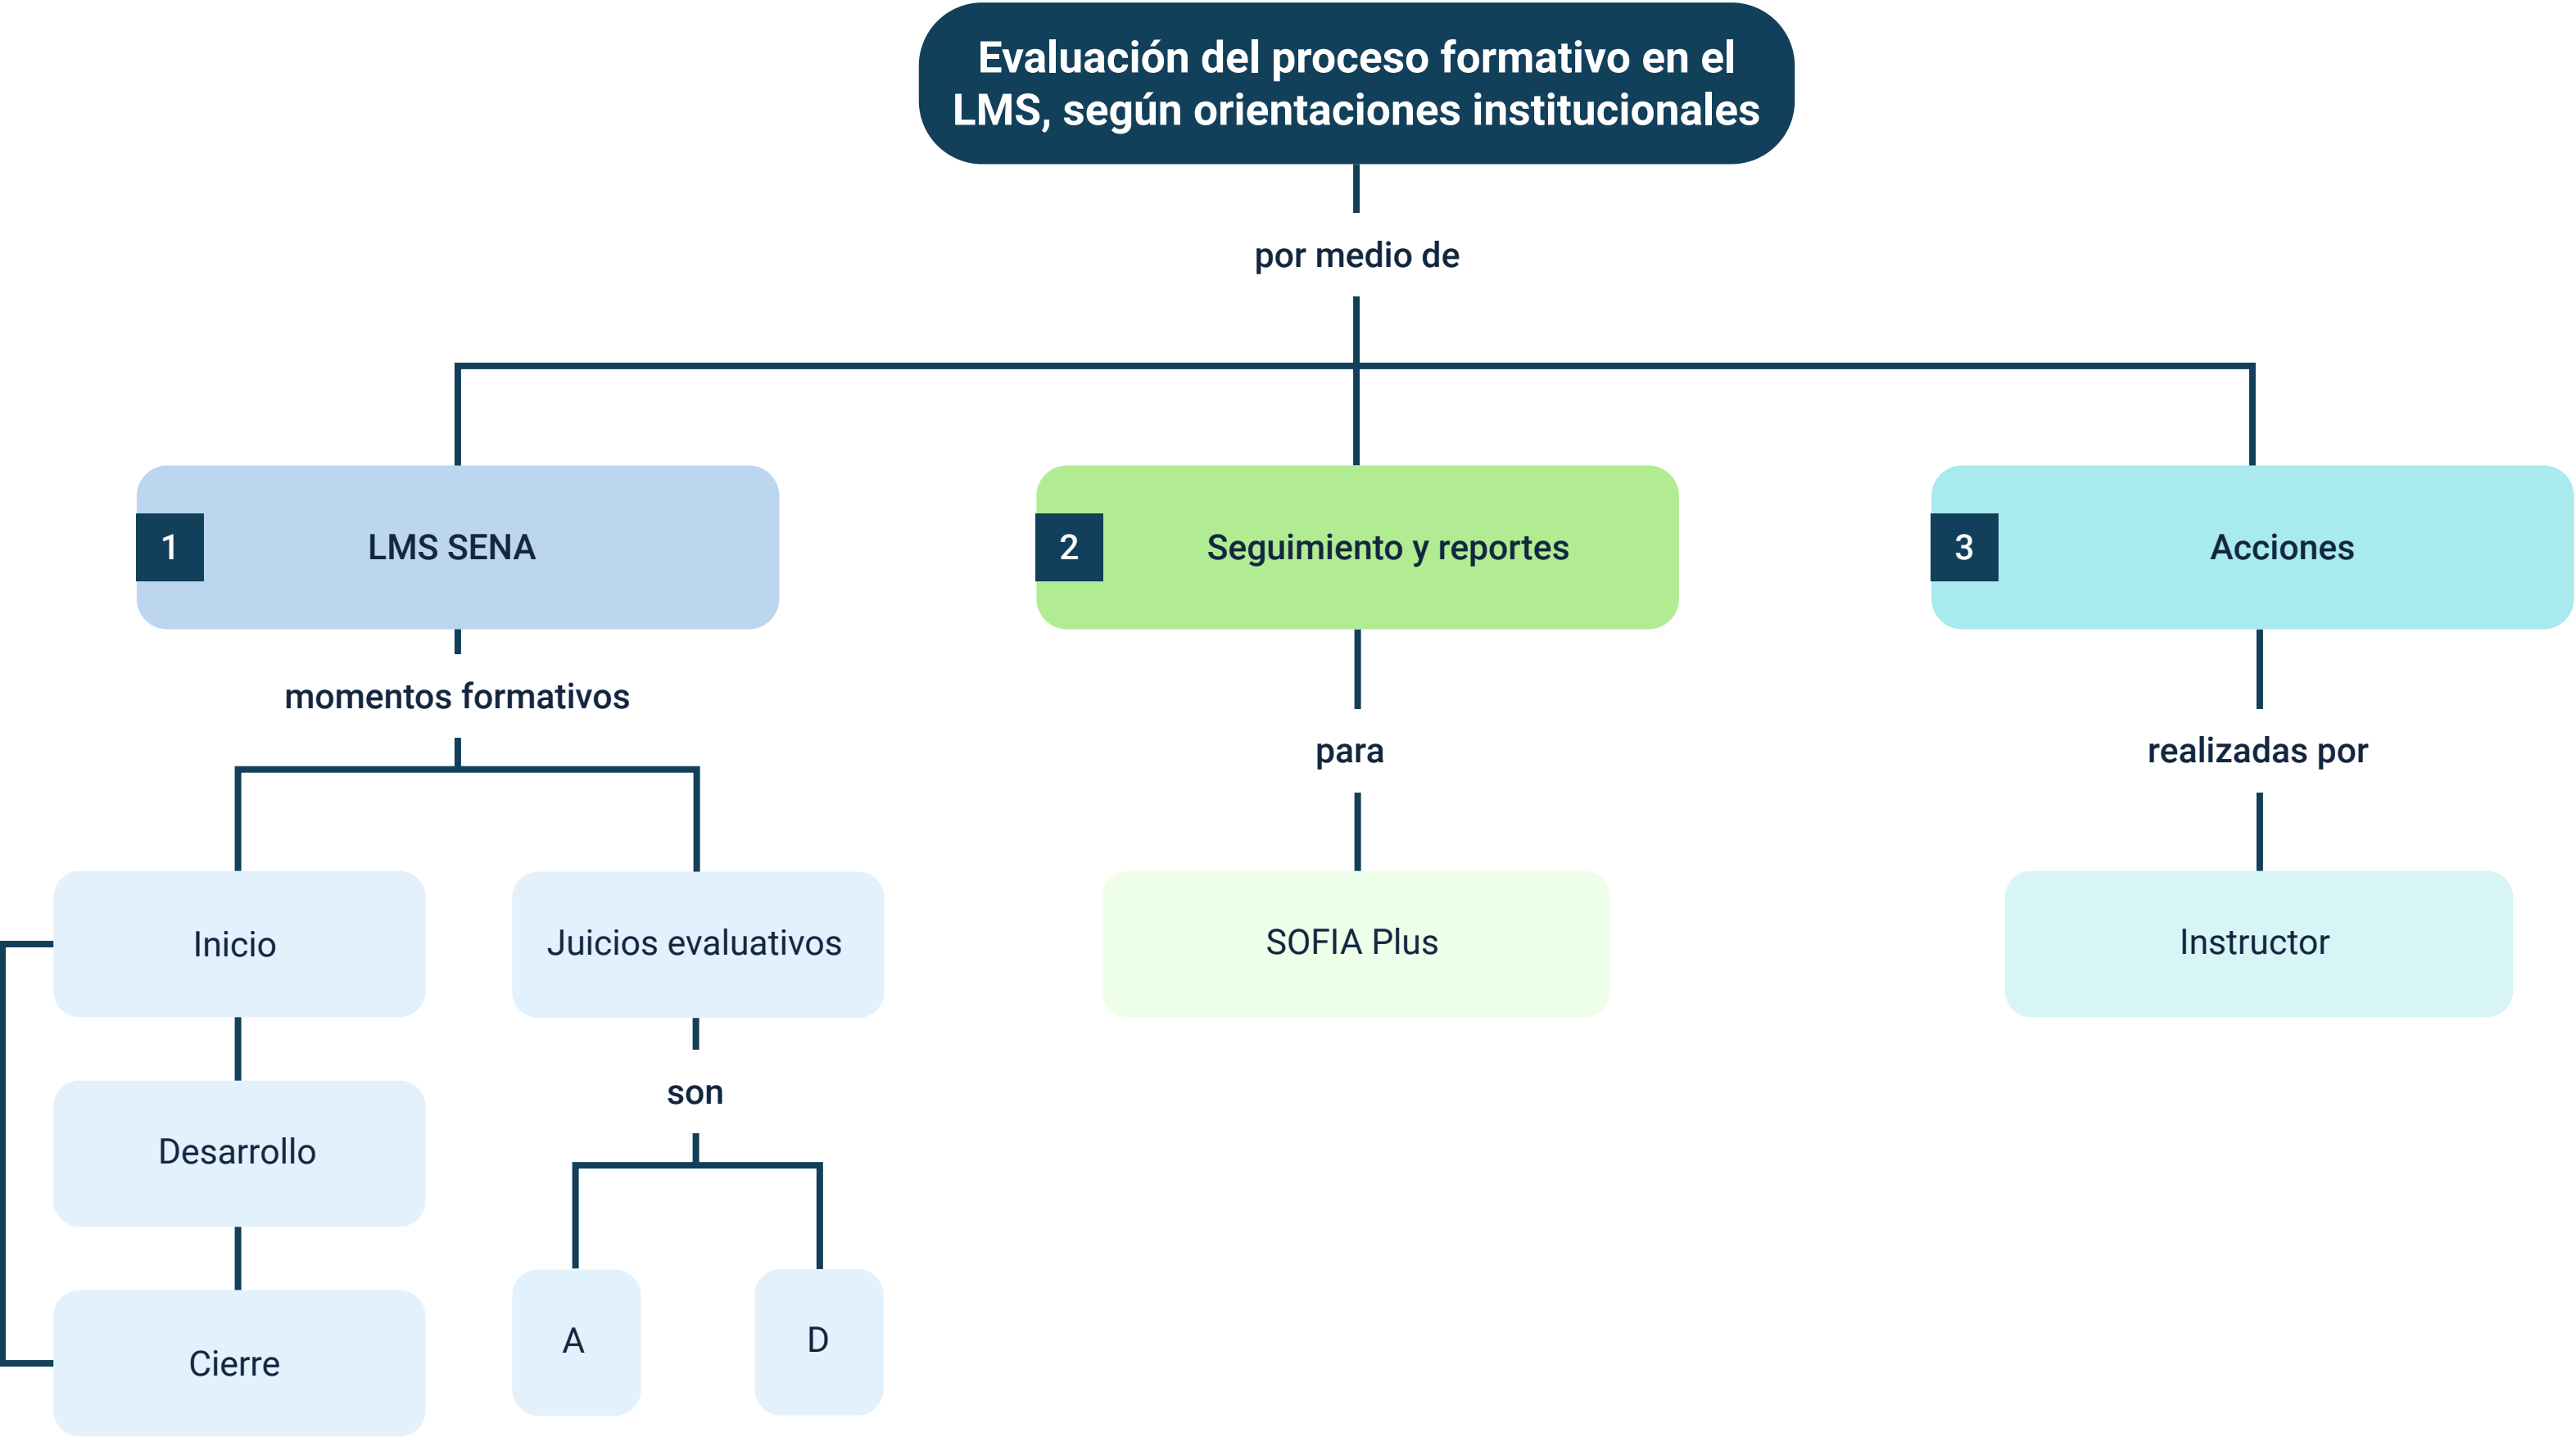 Evaluación del proceso formativo en el
LMS, según orientaciones institucionales
por medio de
1
LMS SENA
2
Seguimiento y reportes
3
Acciones
momentos formativos
para
realizadas por
Inicio
Juicios evaluativos
SOFIA Plus
Instructor
son
Desarrollo
A
D
Cierre